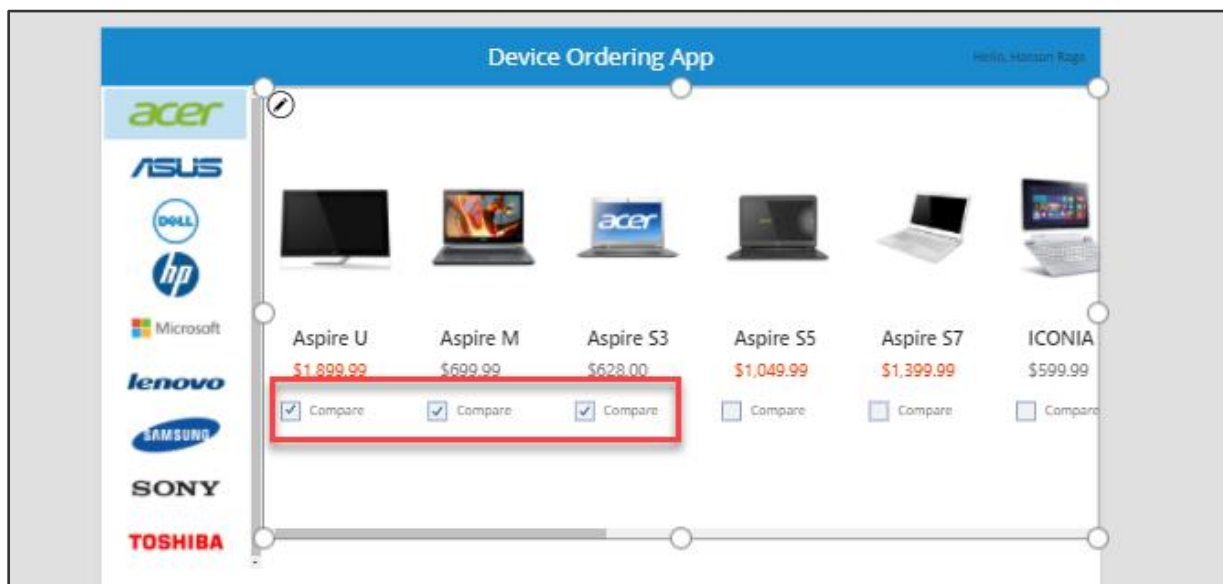 Device Ordering App
Hello, Hassan Rage
acer
ASUS
DELL
hp
Microsoft
lenovo
SAMSUNG
SONY
TOSHIBA
acer
Aspire U Aspire M Aspire S3 Aspire S5 Aspire S7 ICONIA
$1,899.99 $699.99 $628.00 $1,049.99 $1,399.99 $599.99
Compare Compare Compare Compare Compare Compare